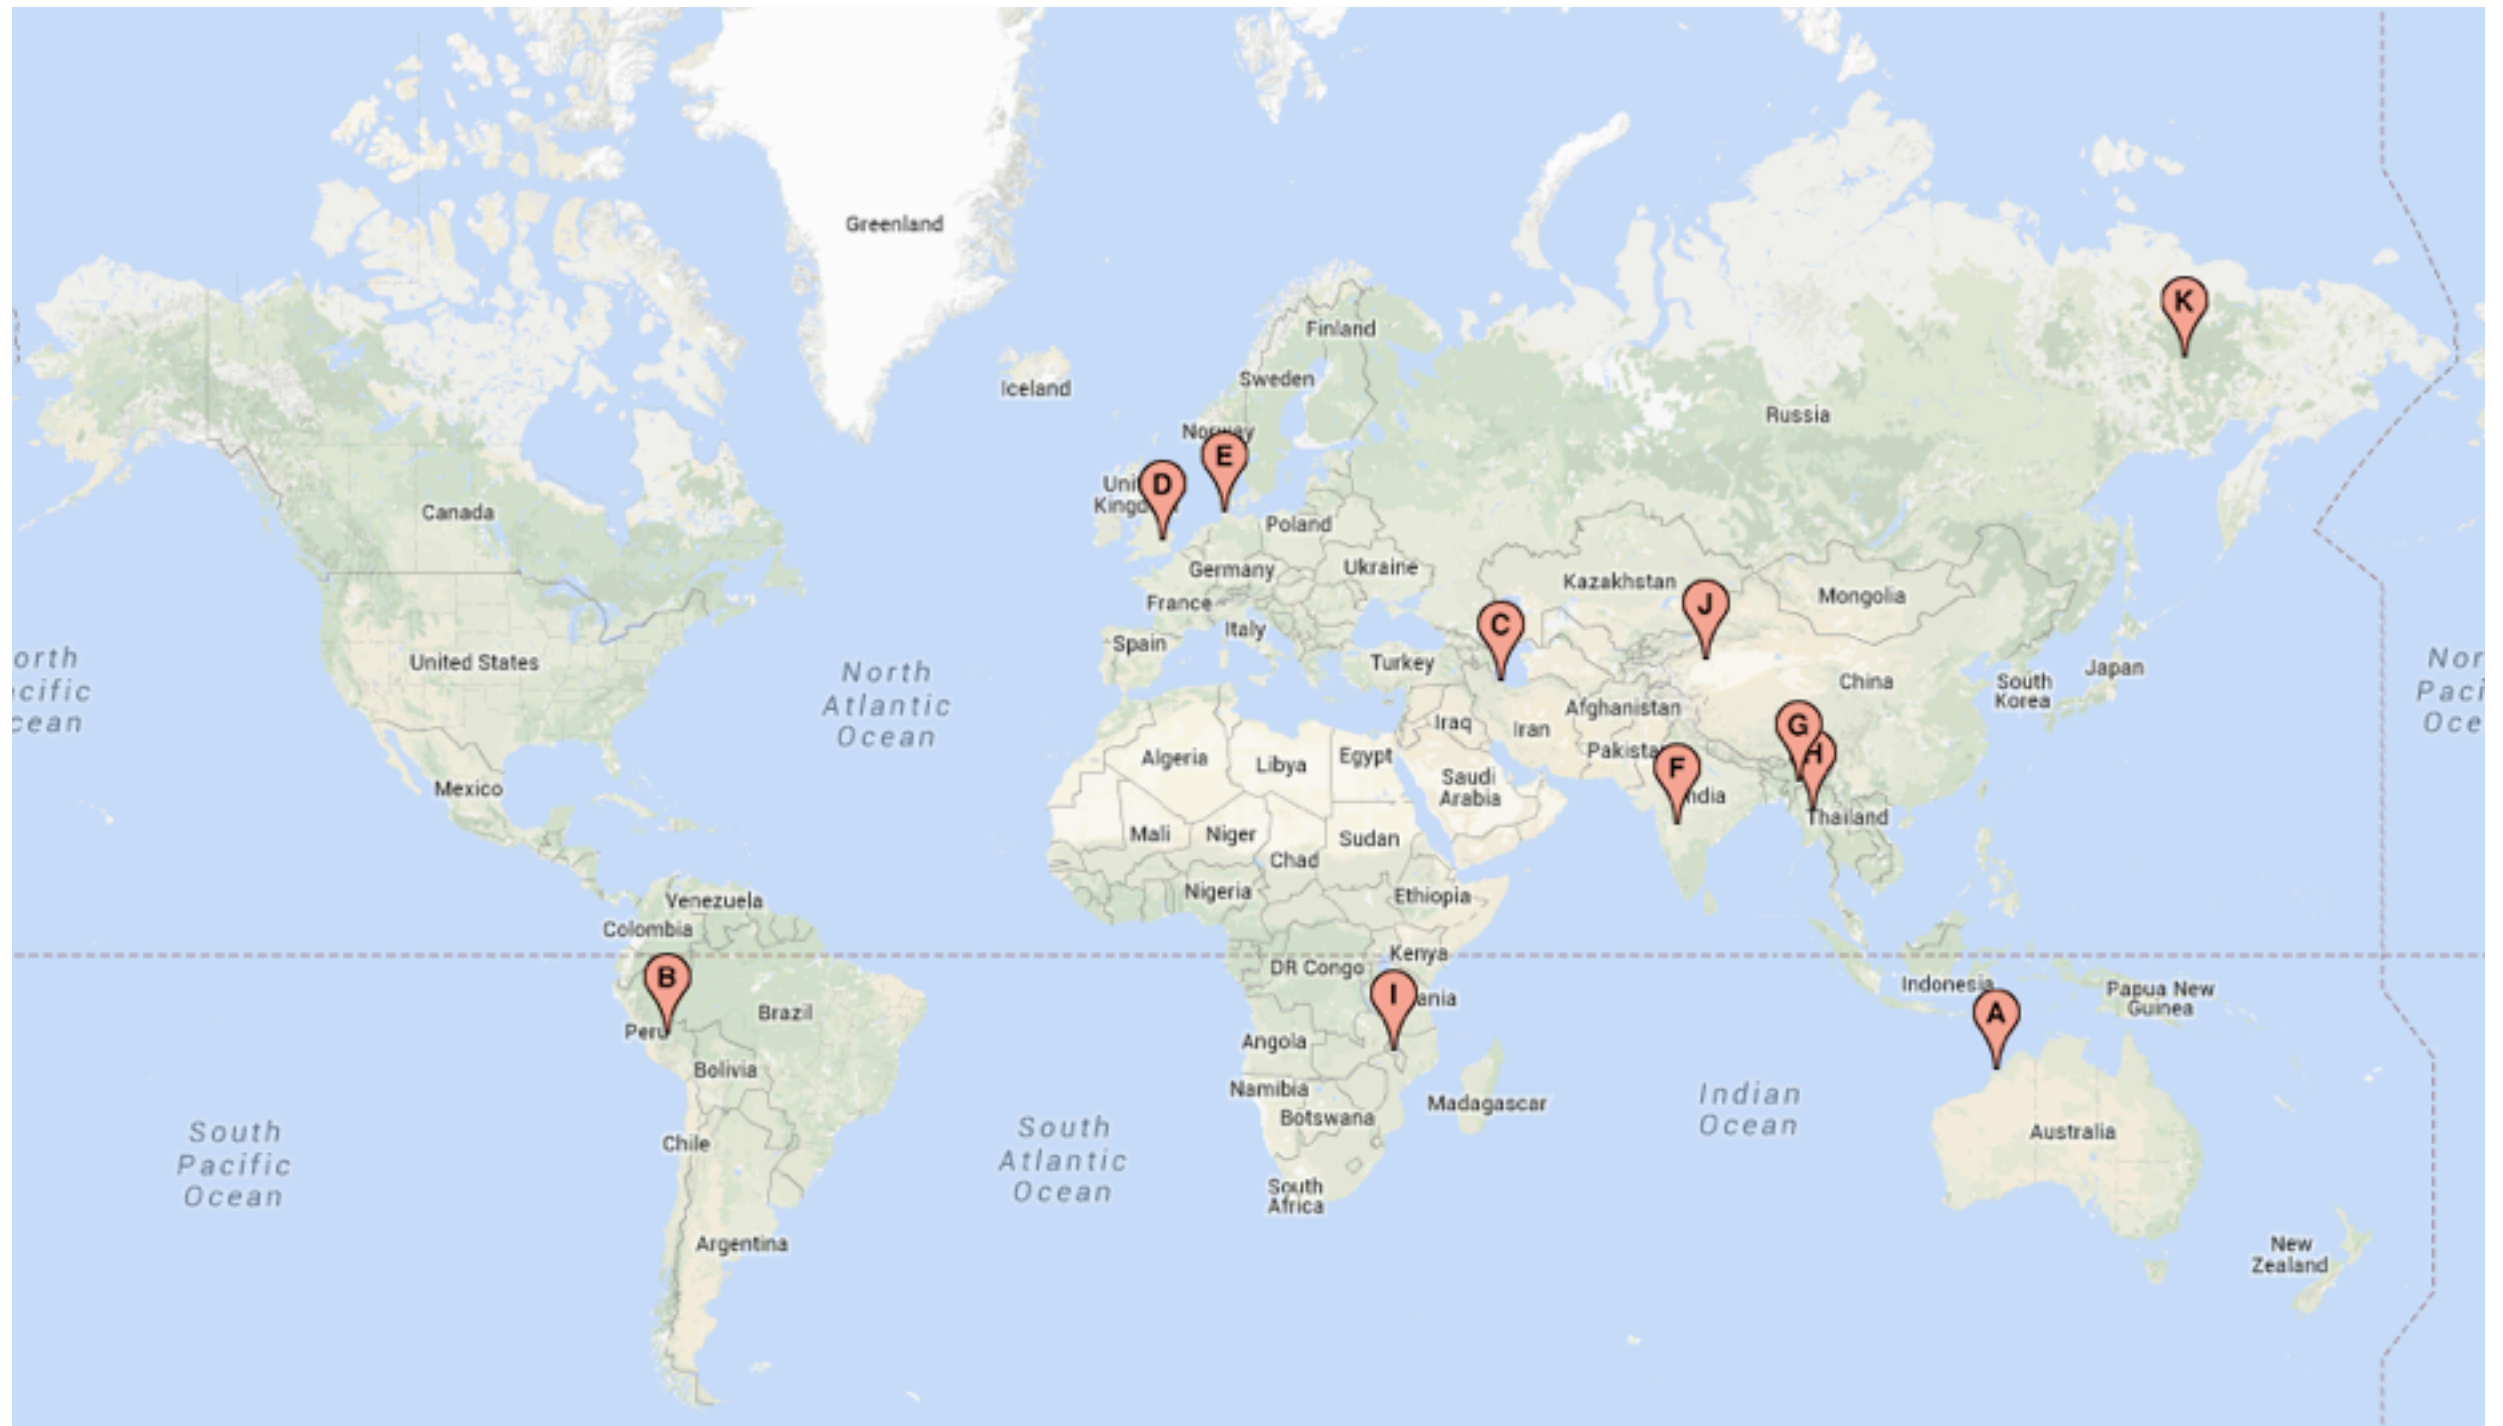 Greenland
K
Finland
Iceland
Sweden
Russia
Norway
E
D
Canada
Poland
Germany
Ukraine
Kazakhstan
Mongolia
France
J
C
Italy
Spain
United States
Turkey
China
Japan
South
Korea
North
Atlantic
Ocean
Afghanistan
Iraq
Iran
G
H
F
Algeria
Libya
Egypt
Saudi
Arabia
Mexico
Thailand
Mali
Niger
Sudan
Chad
Nigeria
Ethiopia
Venezuela
Colombia
Kenya
DR Congo
B
I
Indonesia
A
Papua New
Guinea
Brazil
Peru
Angola
Bolivia
Namibia
Botswana
Madagascar
Indian
Ocean
Australia
Chile
South
Pacific
Ocean
South
Atlantic
Ocean
South
Africa
Argentina
New
Zealand